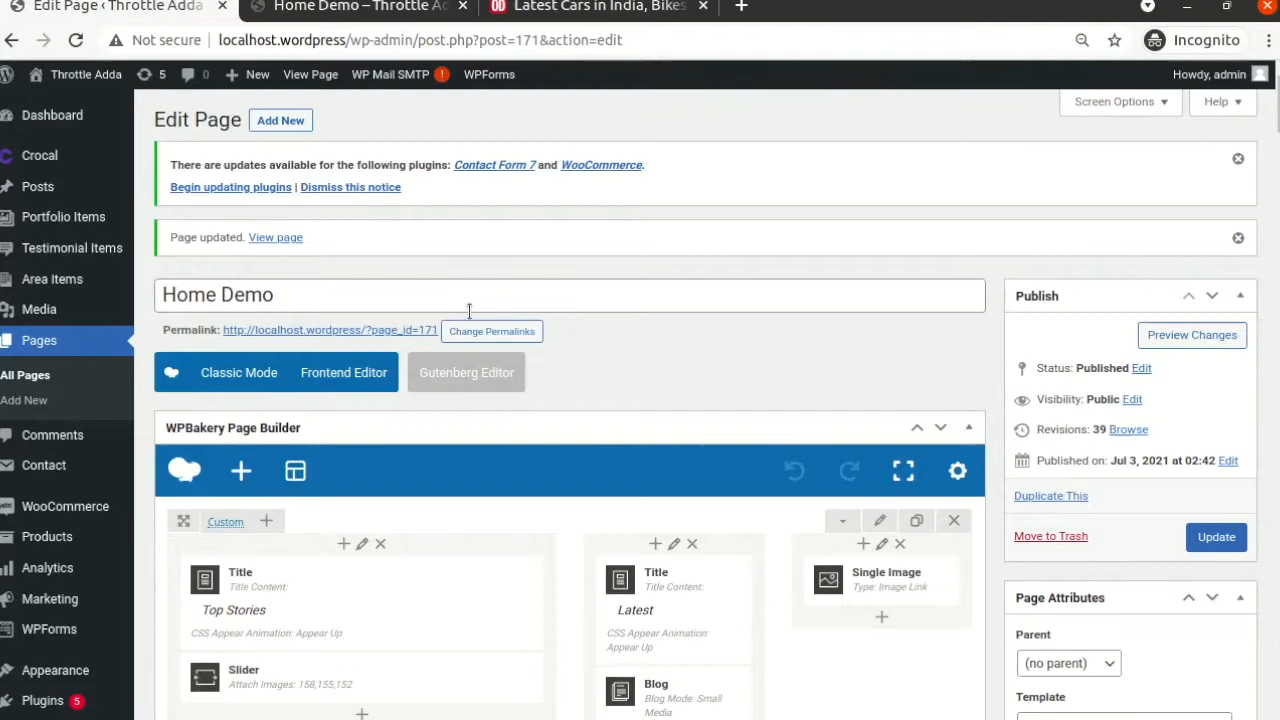 Edit Page ‹ Throttle Adda
Home Demo – Throttle Ad
Latest Cars in India, Bikes
Not secure
localhost.wordpress/wp-admin/post.php?post=171&action=edit
Incognito
Throttle Adda
5
0
New
View Page
WP Mail SMTP !
WPForms
Howdy, admin
Dashboard
Crocal
Posts
Portfolio Items
Testimonial Items
Area Items
Media
Pages
All Pages
Add New
Comments
Contact
WooCommerce
Products
Analytics
Marketing
WPForms
Appearance
Plugins 5
Screen Options
Help
Edit Page
Add New
There are updates available for the following plugins: Contact Form 7 and WooCommerce.
Begin updating plugins | Dismiss this notice
Page updated. View page
Home Demo
Permalink: http://localhost.wordpress/?page_id=171 Change Permalinks
Classic Mode
Frontend Editor
Gutenberg Editor
WPBakery Page Builder
Custom
Title
Title Content:
Top Stories
CSS Appear Animation: Appear Up
Slider
Attach Images: 158,155,152
Title
Title Content:
Latest
CSS Appear Animation:
Appear Up
Blog
Blog Mode: Small
Media
Single Image
Type: Image Link
Publish
Preview Changes
Status: Published Edit
Visibility: Public Edit
Revisions: 39 Browse
Published on: Jul 3, 2021 at 02:42 Edit
Duplicate This
Move to Trash
Update
Page Attributes
Parent
(no parent)
Template